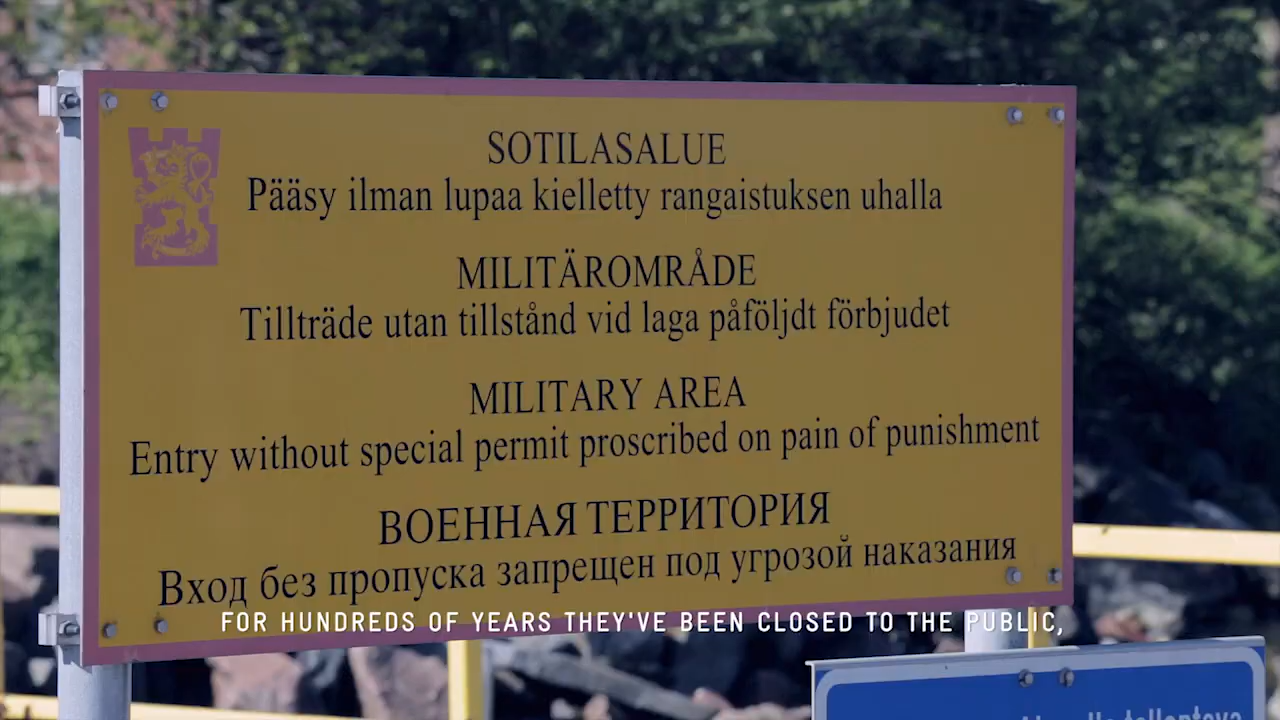 SOTILASALUE
Pääsy ilman lupaa kielletty rangaistuksen uhalla
MILITÄROMRÅDE
Tillträde utan tillstånd vid laga påföljdt förbjudet
MILITARY AREA
Entry without special permit proscribed on pain of punishment
ВОЕННАЯ ТЕРРИТОРИЯ
Вход без пропуска запрещен под угрозой наказания
FOR HUNDREDS OF YEARS THEY'VE BEEN CLOSED TO THE PUBLIC,